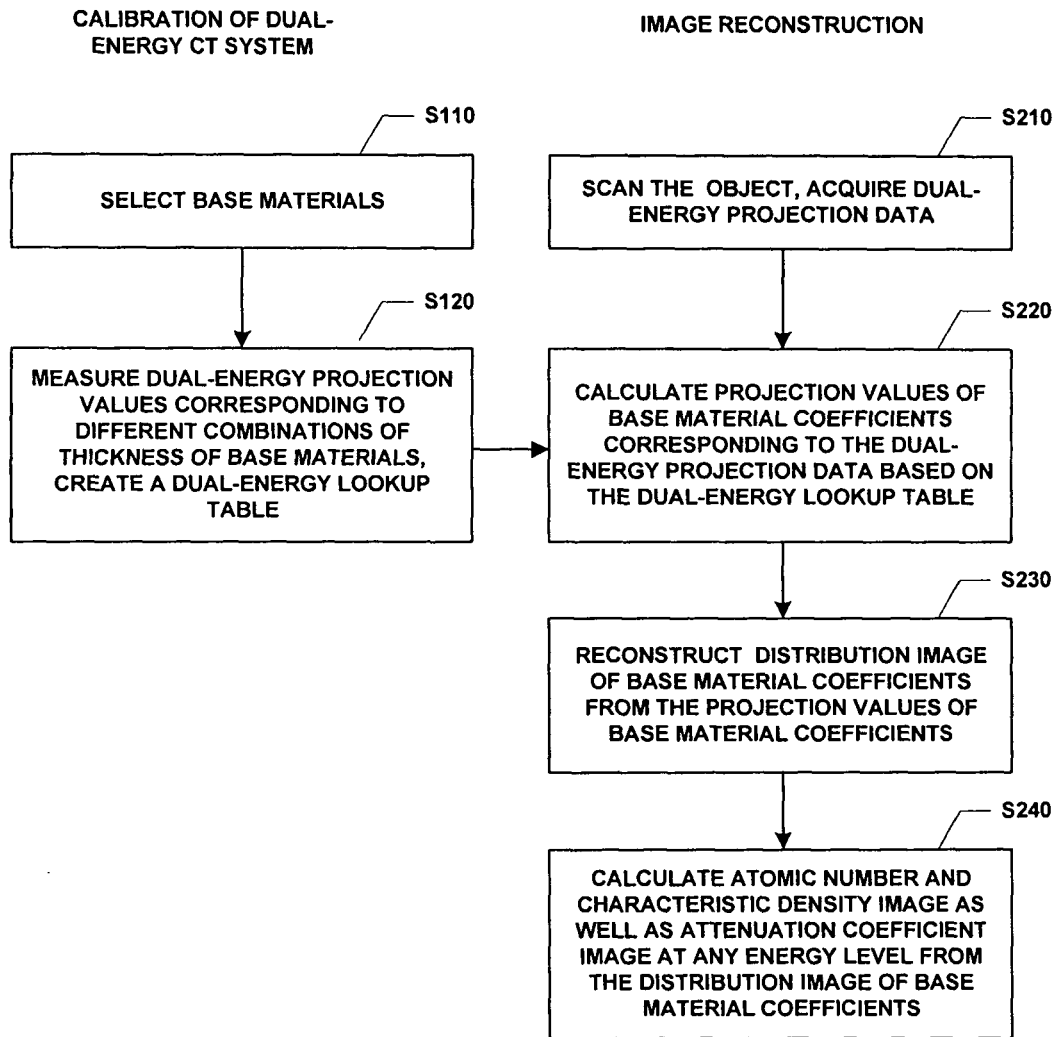 CALIBRATION OF DUAL-
ENERGY CT SYSTEM
S110
SELECT BASE MATERIALS
S120
MEASURE DUAL-ENERGY PROJECTION
VALUES CORRESPONDING TO
DIFFERENT COMBINATIONS OF
THICKNESS OF BASE MATERIALS,
CREATE A DUAL-ENERGY LOOKUP
TABLE
IMAGE RECONSTRUCTION
S210
SCAN THE OBJECT, ACQUIRE DUAL-
ENERGY PROJECTION DATA
S220
CALCULATE PROJECTION VALUES OF
BASE MATERIAL COEFFICIENTS
CORRESPONDING TO THE DUAL-
ENERGY PROJECTION DATA BASED ON
THE DUAL-ENERGY LOOKUP TABLE
S230
RECONSTRUCT DISTRIBUTION IMAGE
OF BASE MATERIAL COEFFICIENTS
FROM THE PROJECTION VALUES OF
BASE MATERIAL COEFFICIENTS
S240
CALCULATE ATOMIC NUMBER AND
CHARACTERISTIC DENSITY IMAGE AS
WELL AS ATTENUATION COEFFICIENT
IMAGE AT ANY ENERGY LEVEL FROM
THE DISTRIBUTION IMAGE OF BASE
MATERIAL COEFFICIENTS